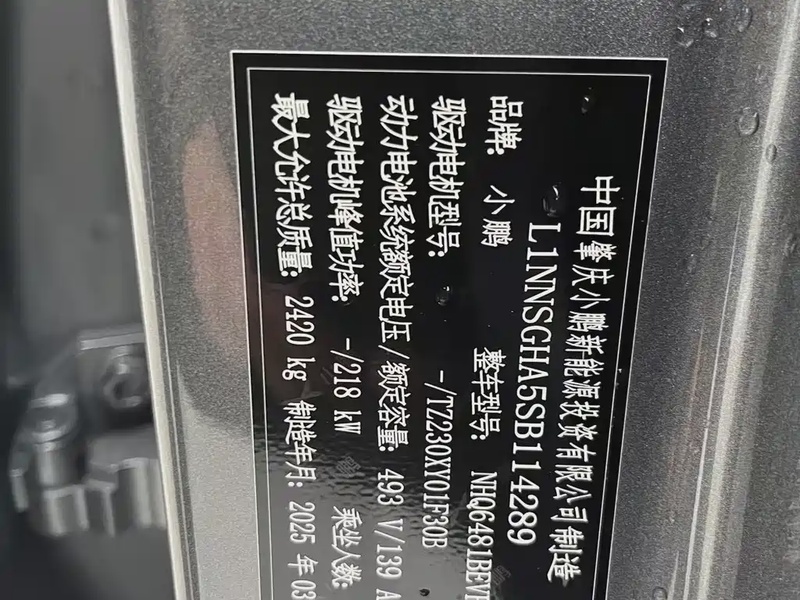 中国肇庆小鹏新能源投资有限公司制造
L1NNSGHA5SB114289
品牌: 小鹏 整车型号: NHQ6481BEV
驱动电机型号: -/TZ230XY01F30B
动力电池系统额定电压/额定容量: 493 V/139 A
驱动电机峰值功率: -/218 kW 乘坐人数:
最大允许总质量: 2420 kg 制造年月: 2025 年 03